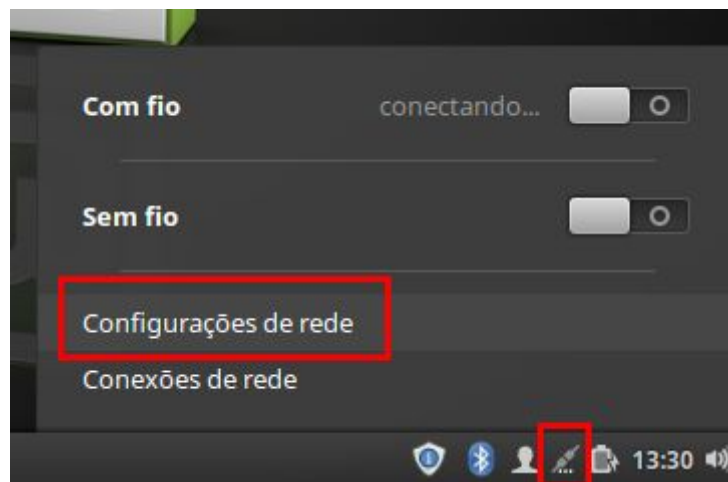 Com fio conectando...
Sem fio
Configurações de rede
Conexões de rede
13:30